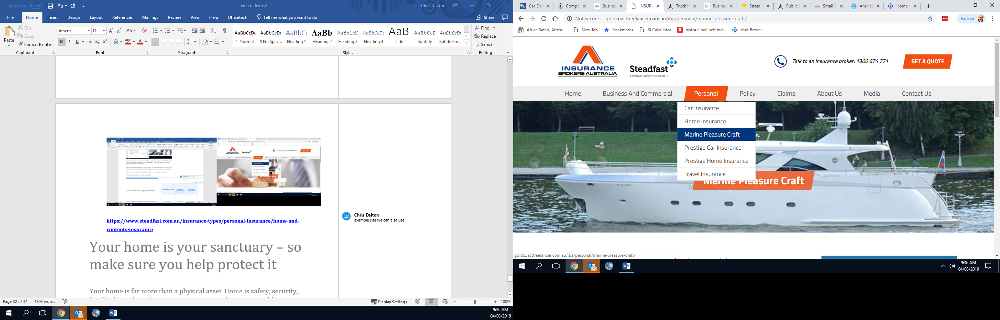 AutoSave Off
web redev vs2
Chris Dalton
File Home Insert Design Layout References Mailings Review View Help Officetech Tell me what you want to do
Share
Paste
Cut
Copy
Format Painter
Clipboard
inherit 11
Font
Paragraph
AaBbCcDc AaBbCcDc AaBbC( AaBb AaBbCcD AaBbCcDc AaB AaBbCcD AaBbCcDc
¶ Normal ¶ No Spac... Heading 1 Heading 2 Heading 3 Heading 4 Title Subtitle Subtle Em...
Styles
Find
Replace
Select
Editing
https://www.steadfast.com.au/insurance-types/personal-insurance/home-and-
contents-insurance
CD
Chris Dalton
example site we can also use
Your home is your sanctuary – so
make sure you help protect it
Your home is far more than a physical asset. Home is safety, security,
Page 32 of 34 4803 words
Display Settings
100%
9:36 AM
04/03/2019
Car Dea Compa Busines INSURA Truck In Busines Strata I Public L Small B Am I co Home a
Not secure goldcoastfreelancer.com.au/iba/personal/marine-pleasure-craft/
Paused
Africa Safari, Africa ... New Tab Bookmarks BI Calculator historic hail belt ind... Visit Broker
INSURANCE
BROKERS AUSTRALIA
Steadfast
STRENGTH WHEN YOU NEED IT
Talk to an insurance broker: 1300 674 771
GET A QUOTE
Home Business And Commercial Personal Policy Claims About Us Media Contact Us
Car Insurance
Home Insurance
Marine Pleasure Craft
Prestige Car Insurance
Prestige Home Insurance
Travel Insurance
Marine Pleasure Craft
goldcoastfreelancer.com.au/iba/personal/marine-pleasure-craft/
9:36 AM
04/03/2019